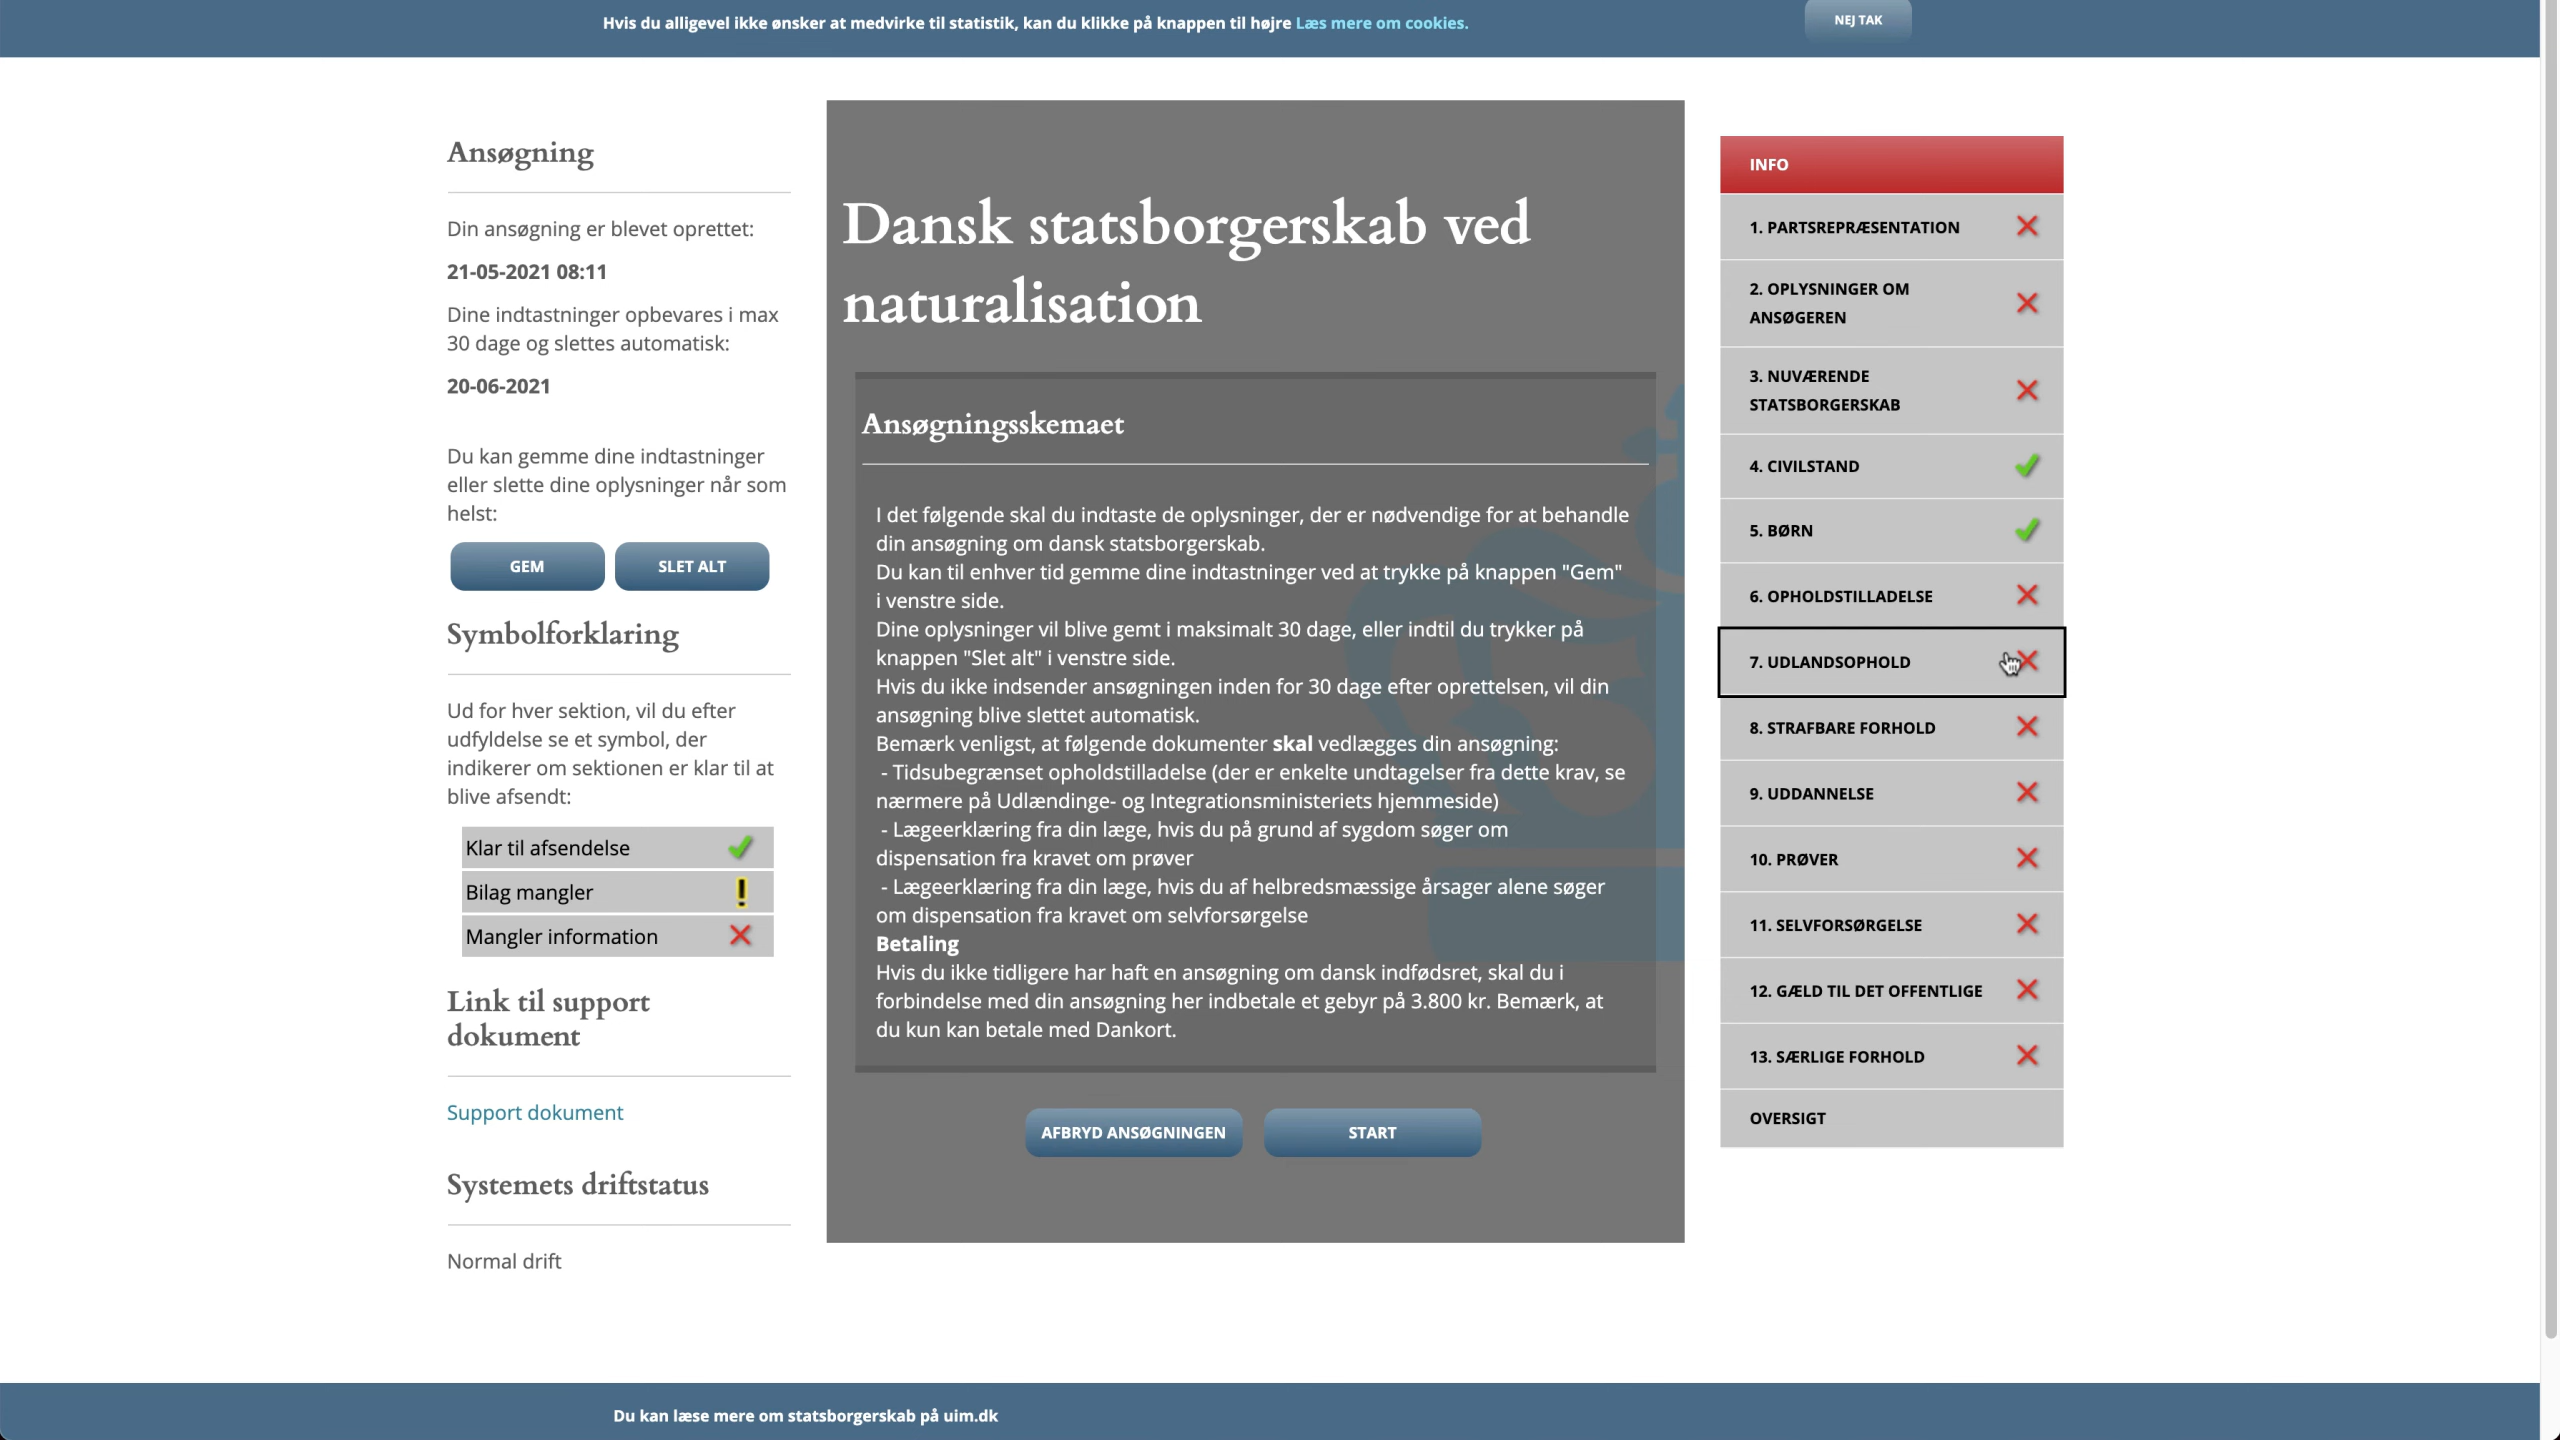 Hvis du alligevel ikke ønsker at medvirke til statistik, kan du klikke på knappen til højre Læs mere om cookies.
NEJ TAK
Ansøgning
Din ansøgning er blevet oprettet:
21-05-2021 08:11
Dine indtastninger opbevares i max
30 dage og slettes automatisk:
20-06-2021
Du kan gemme dine indtastninger
eller slette dine oplysninger når som
helst:
GEM
SLET ALT
Symbolforklaring
Ud for hver sektion, vil du efter
udfyldelse se et symbol, der
indikerer om sektionen er klar til at
blive afsendt:
Klar til afsendelse
Bilag mangler
Mangler information
Link til support
dokument
Support dokument
Systemets driftstatus
Normal drift
Dansk statsborgerskab ved
naturalisation
Ansøgningsskemaet
I det følgende skal du indtaste de oplysninger, der er nødvendige for at behandle
din ansøgning om dansk statsborgerskab.
Du kan til enhver tid gemme dine indtastninger ved at trykke på knappen "Gem"
i venstre side.
Dine oplysninger vil blive gemt i maksimalt 30 dage, eller indtil du trykker på
knappen "Slet alt" i venstre side.
Hvis du ikke indsender ansøgningen inden for 30 dage efter oprettelsen, vil din
ansøgning blive slettet automatisk.
Bemærk venligst, at følgende dokumenter skal vedlægges din ansøgning:
- Tidsubegrænset opholdstilladelse (der er enkelte undtagelser fra dette krav, se
nærmere på Udlændinge- og Integrationsministeriets hjemmeside)
- Lægeerklæring fra din læge, hvis du på grund af sygdom søger om
dispensation fra kravet om prøver
- Lægeerklæring fra din læge, hvis du af helbredsmæssige årsager alene søger
om dispensation fra kravet om selvforsørgelse
Betaling
Hvis du ikke tidligere har haft en ansøgning om dansk indfødsret, skal du i
forbindelse med din ansøgning her indbetale et gebyr på 3.800 kr. Bemærk, at
du kun kan betale med Dankort.
AFBRYD ANSØGNINGEN
START
INFO
1. PARTSREPRÆSENTATION
2. OPLYSNINGER OM
ANSØGEREN
3. NUVÆRENDE
STATSBORGERSKAB
4. CIVILSTAND
5. BØRN
6. OPHOLDSTILLADELSE
7. UDLANDSOPHOLD
8. STRAFBARE FORHOLD
9. UDDANNELSE
10. PRØVER
11. SELVFORSØRGELSE
12. GÆLD TIL DET OFFENTLIGE
13. SÆRLIGE FORHOLD
OVERSIGT
Du kan læse mere om statsborgerskab på uim.dk